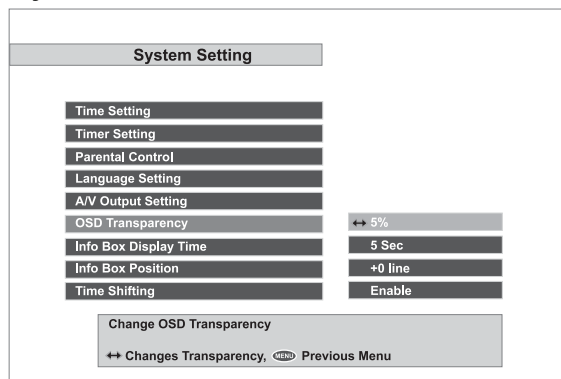 System Setting
Time Setting
Timer Setting
Parental Control
Language Setting
A/V Output Setting
OSD Transparency ↔ 5%
Info Box Display Time 5 Sec
Info Box Position +0 line
Time Shifting Enable
Change OSD Transparency
↔ Changes Transparency, MENU Previous Menu